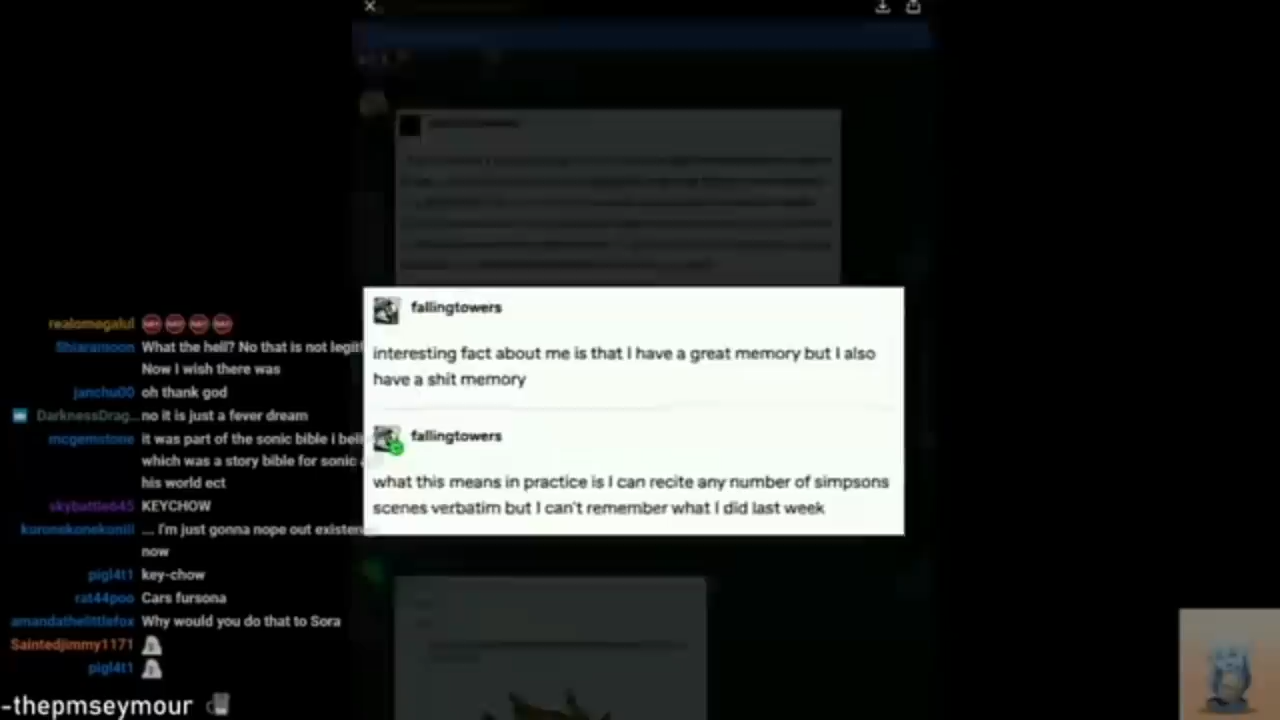 realomegalul
Shiaramoon What the hell? No that is not legit!
Now I wish there was
janchu00 oh thank god
DarknessDrag... no it is just a fever dream
mcgemstone it was part of the sonic bible i beli
which was a story bible for sonic
his world ect
skybattle645 KEYCHOW
... I'm just gonna nope out existen
now
pigl4t1 key-chow
rat44poo Cars fursona
amandathelittlefox Why would you do that to Sora
Saintedjimmy1171
pigl4t1
-thepmseymour
fallingtowers
interesting fact about me is that I have a great memory but I also
have a shit memory
fallingtowers
what this means in practice is I can recite any number of simpsons
scenes verbatim but I can't remember what I did last week